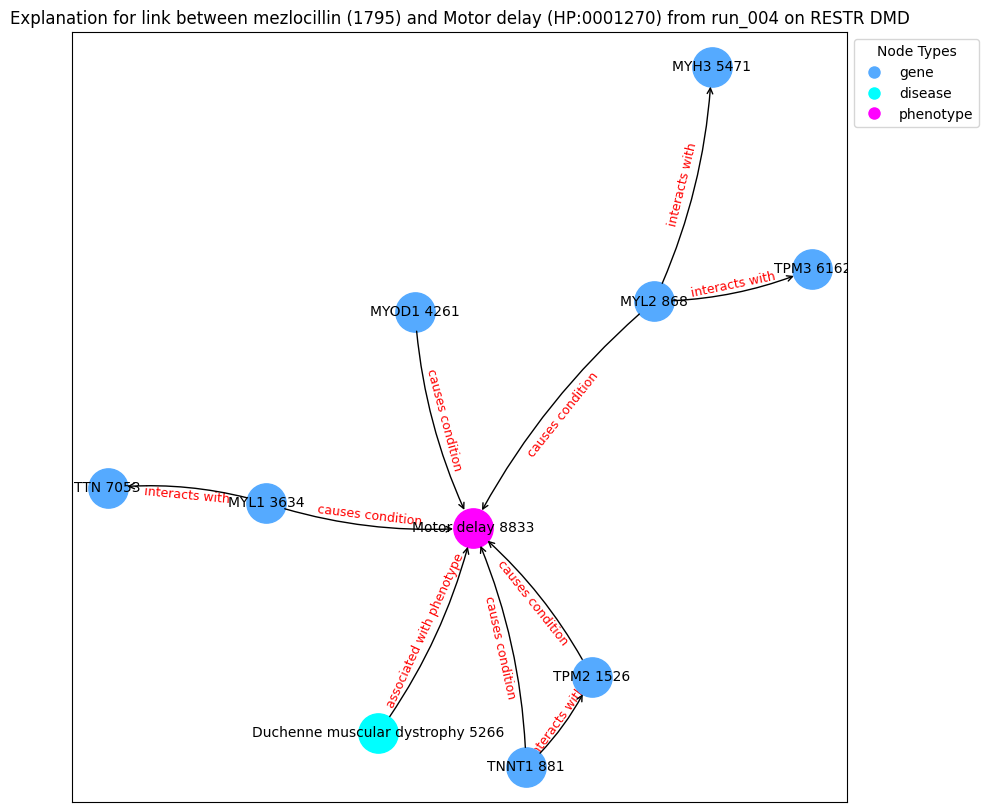 Explanation for link between mezlocillin (1795) and Motor delay (HP:0001270) from run_004 on RESTR DMD
Node Types
gene
disease
phenotype
MYH3 5471
interacts with
TPM3 6162
interacts with
MYL2 868
MYOD1 4261
causes condition
causes condition
TTN 7053
interacts with
MYL1 3634
causes condition
Motor delay 8833
associated with phenotype
causes condition
causes condition
TPM2 1526
interacts with
Duchenne muscular dystrophy 5266
TNNT1 881